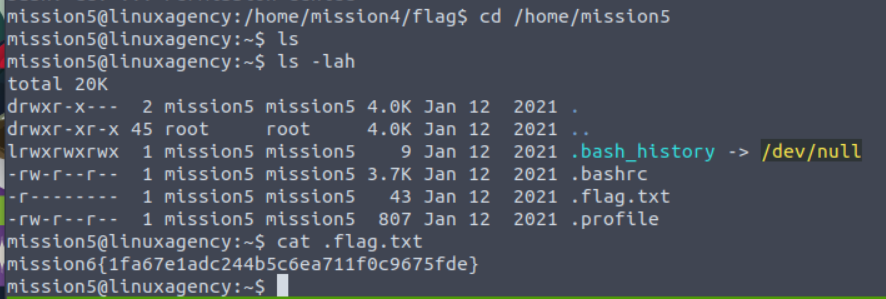 mission5@linuxagency:/home/mission4/flag$ cd /home/mission5
mission5@linuxagency:~$ ls
mission5@linuxagency:~$ ls -lah
total 20K
drwxr-x---  2 mission5 mission5 4.0K Jan 12  2021 .
drwxr-xr-x 45 root     root     4.0K Jan 12  2021 ..
lrwxrwxrwx  1 mission5 mission5    9 Jan 12  2021 .bash_history -> /dev/null
-rw-r--r--  1 mission5 mission5 3.7K Jan 12  2021 .bashrc
-r--------  1 mission5 mission5   43 Jan 12  2021 .flag.txt
-rw-r--r--  1 mission5 mission5  807 Jan 12  2021 .profile
mission5@linuxagency:~$ cat .flag.txt
mission6{1fa67e1adc244b5c6ea711f0c9675fde}
mission5@linuxagency:~$